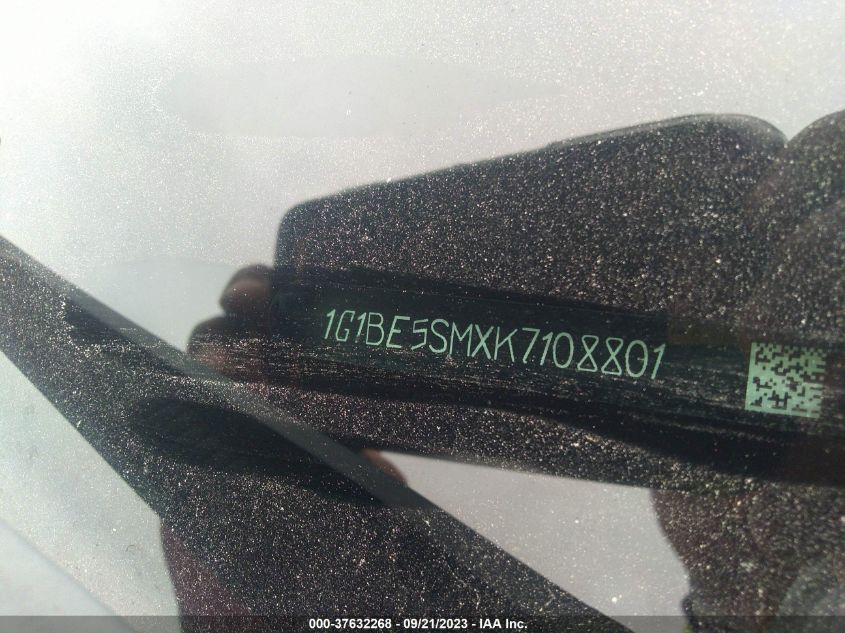 1G1BE5SMXK7108801
000-37632268 - 09/21/2023 - IAA Inc.